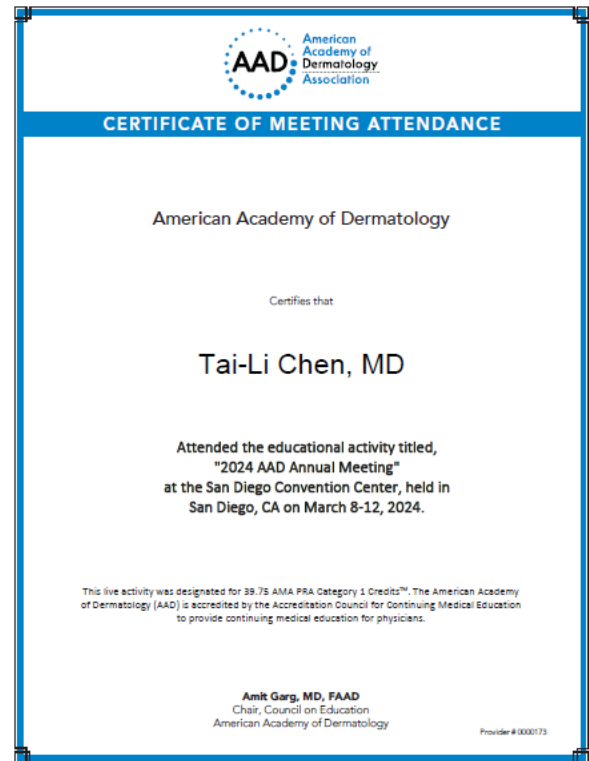 AAD
American
Academy of
Dermatology
Association
CERTIFICATE OF MEETING ATTENDANCE
American Academy of Dermatology
Certifies that
Tai-Li Chen, MD
Attended the educational activity titled,
"2024 AAD Annual Meeting"
at the San Diego Convention Center, held in
San Diego, CA on March 8-12, 2024.
This live activity was designated for 39.75 AMA PRA Category 1 Credits™. The American Academy
of Dermatology (AAD) is accredited by the Accreditation Council for Continuing Medical Education
to provide continuing medical education for physicians.
Amit Garg, MD, FAAD
Chair, Council on Education
American Academy of Dermatology
Provider # 0000173